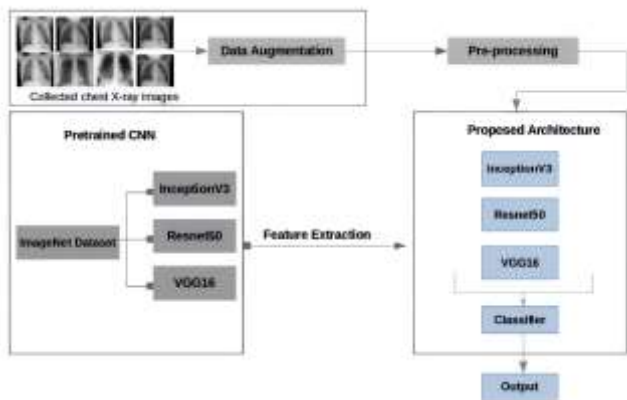 Data Augmentation
Pre-processing
Collected chest X-ray images
Pretrained CNN
ImageNet Dataset
InceptionV3
Resnet50
VGG16
Feature Extraction
Proposed Architecture
InceptionV3
Resnet50
VGG16
Classifier
Output